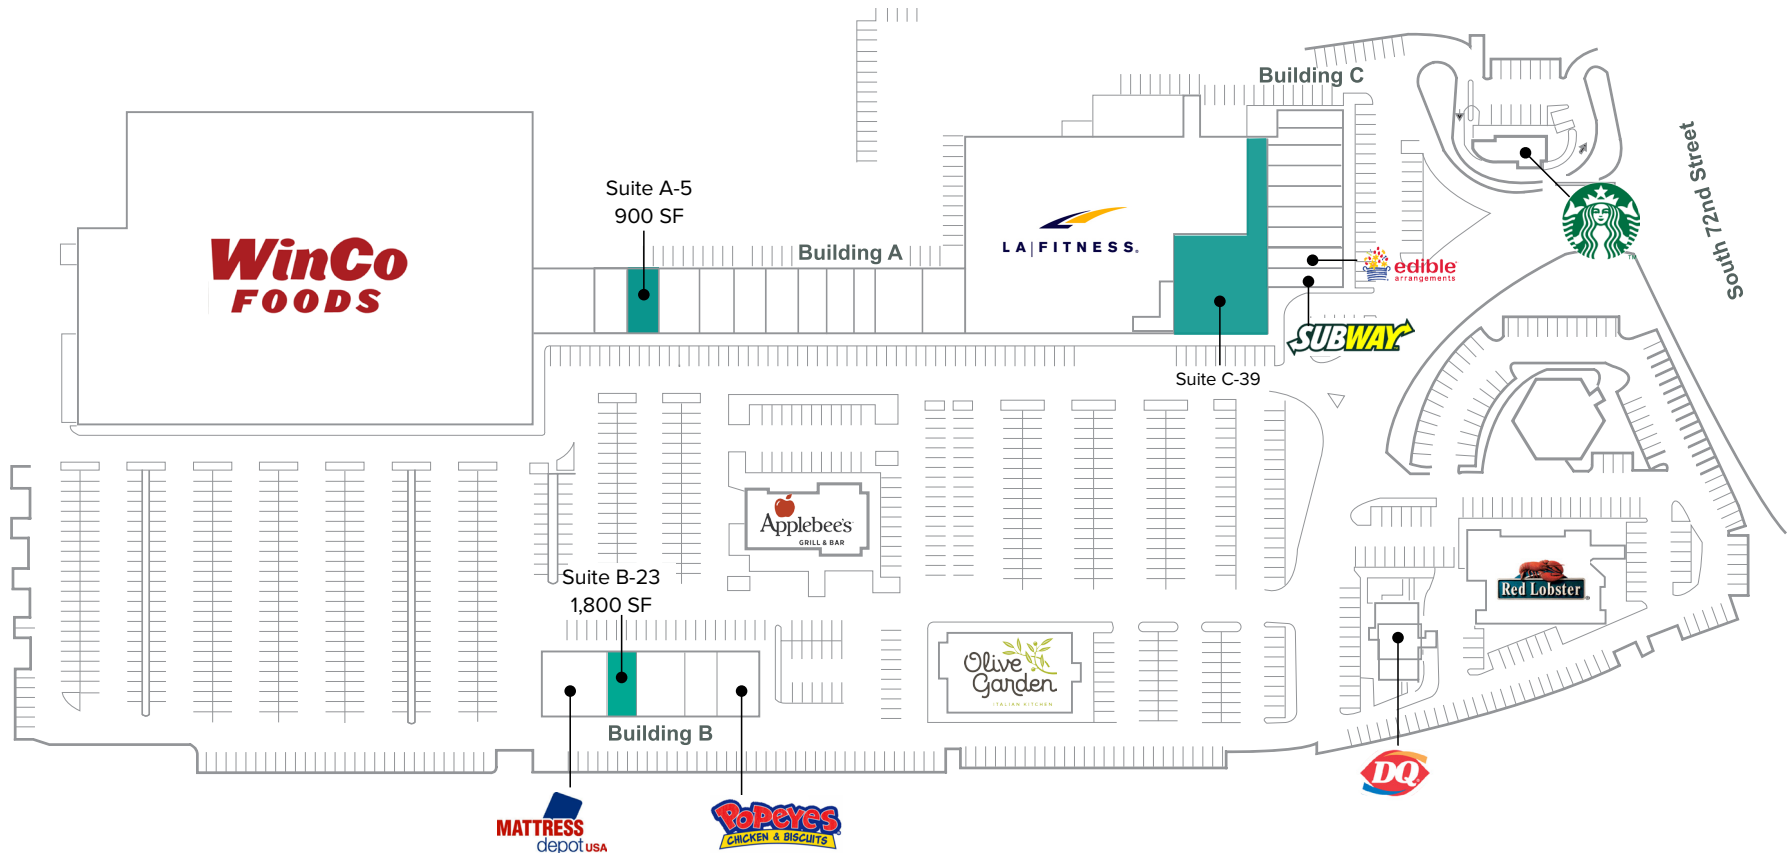 Building C
South 72nd Street
Suite A-5
900 SF
Building A
WinCo
FOODS
LA|FITNESS.
edible
arrangements
TM
SUBWAY
Suite C-39
Applebee's
GRILL & BAR
Suite B-23
1,800 SF
Red Lobster
Olive
Garden
ITALIAN KITCHEN
Building B
DQ
MATTRESS
depot USA
POPEYES
CHICKEN & BISCUITS